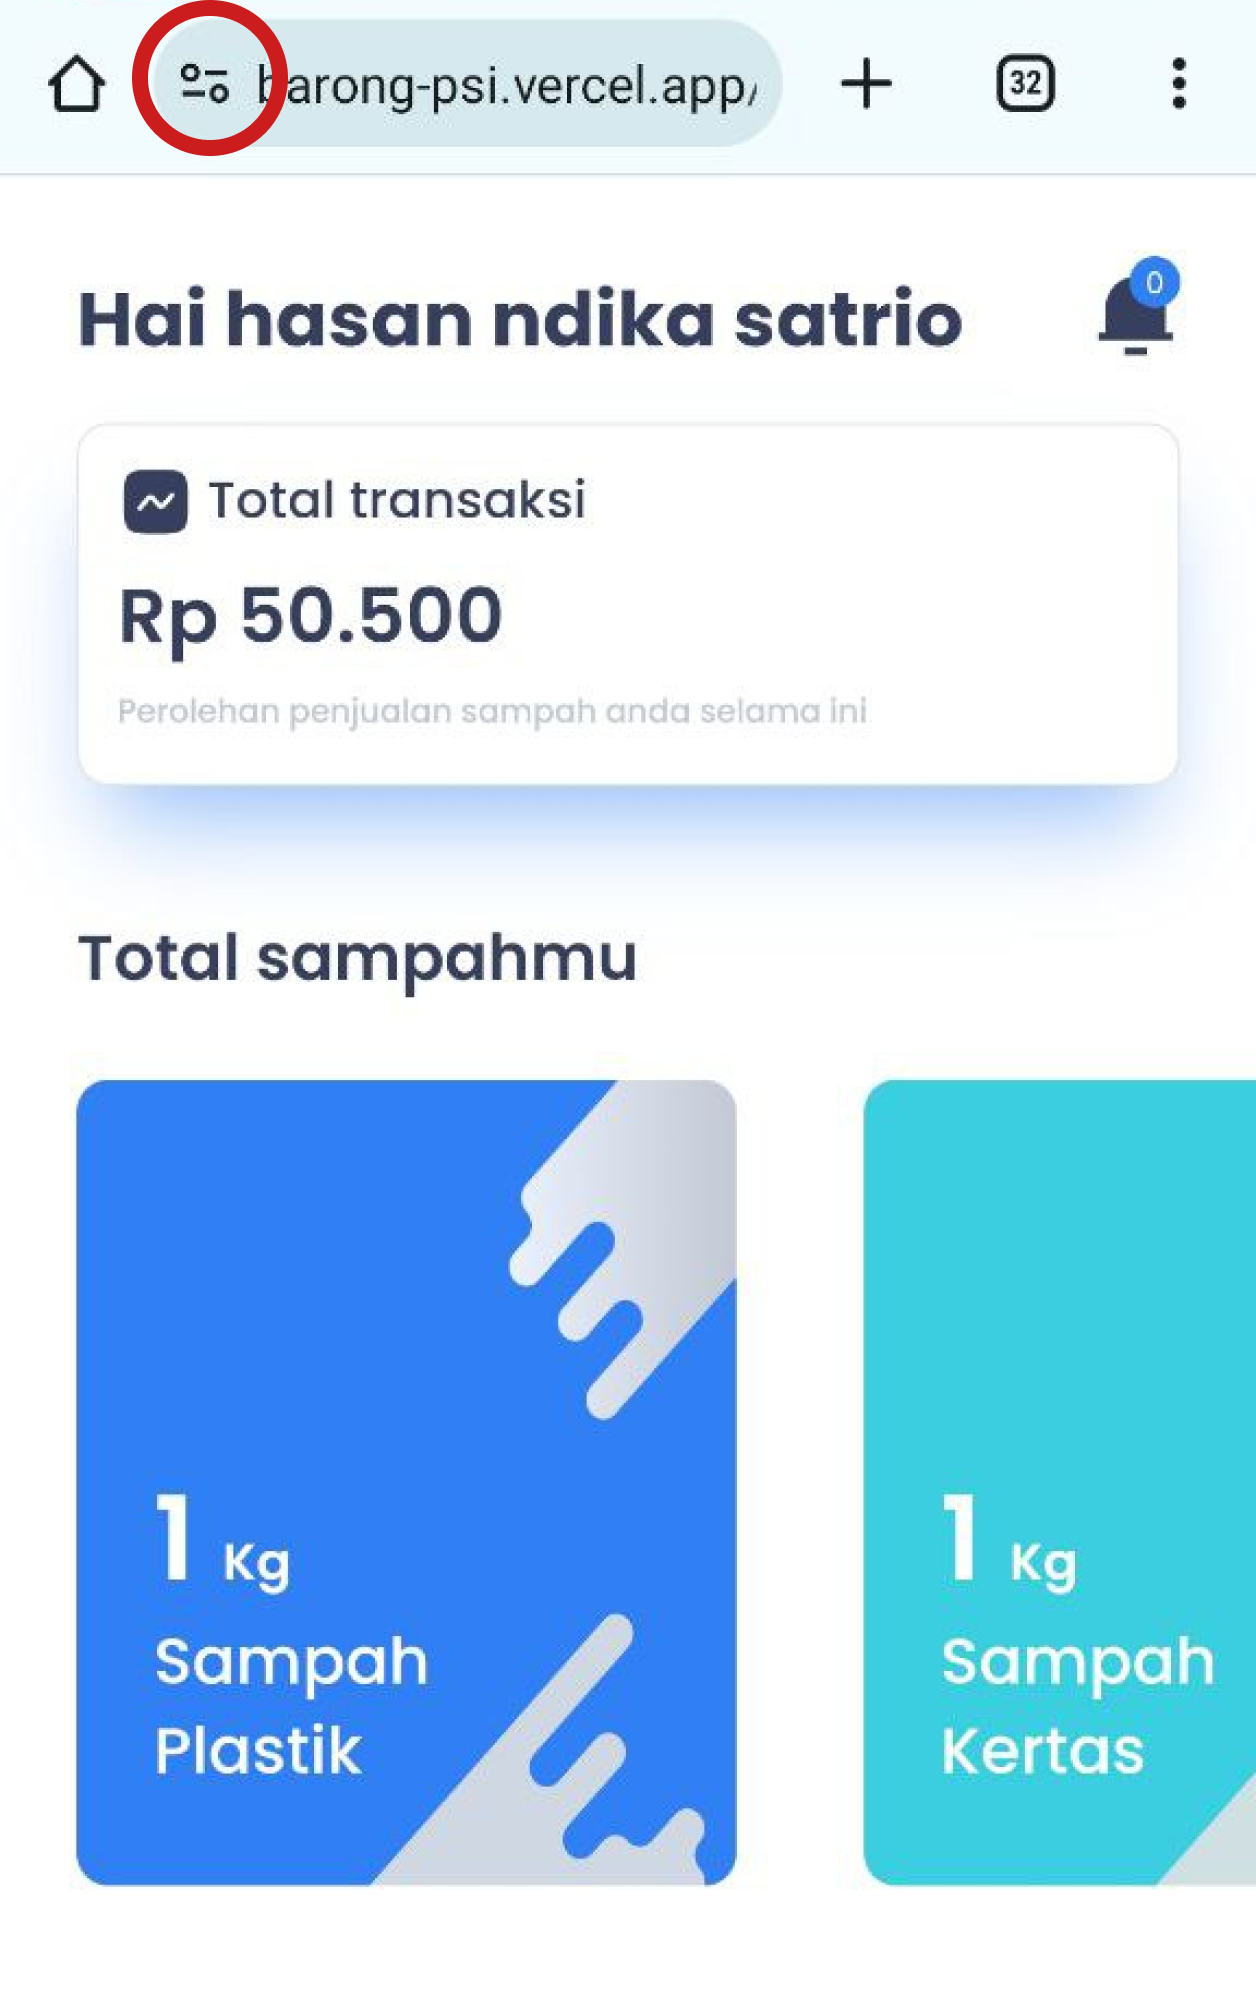 barong-psi.vercel.app/
32
Hai hasan ndika satrio
0
Total transaksi
Rp 50.500
Perolehan penjualan sampah anda selama ini
Total sampahmu
1 Kg
Sampah
Plastik
1 Kg
Sampah
Kertas